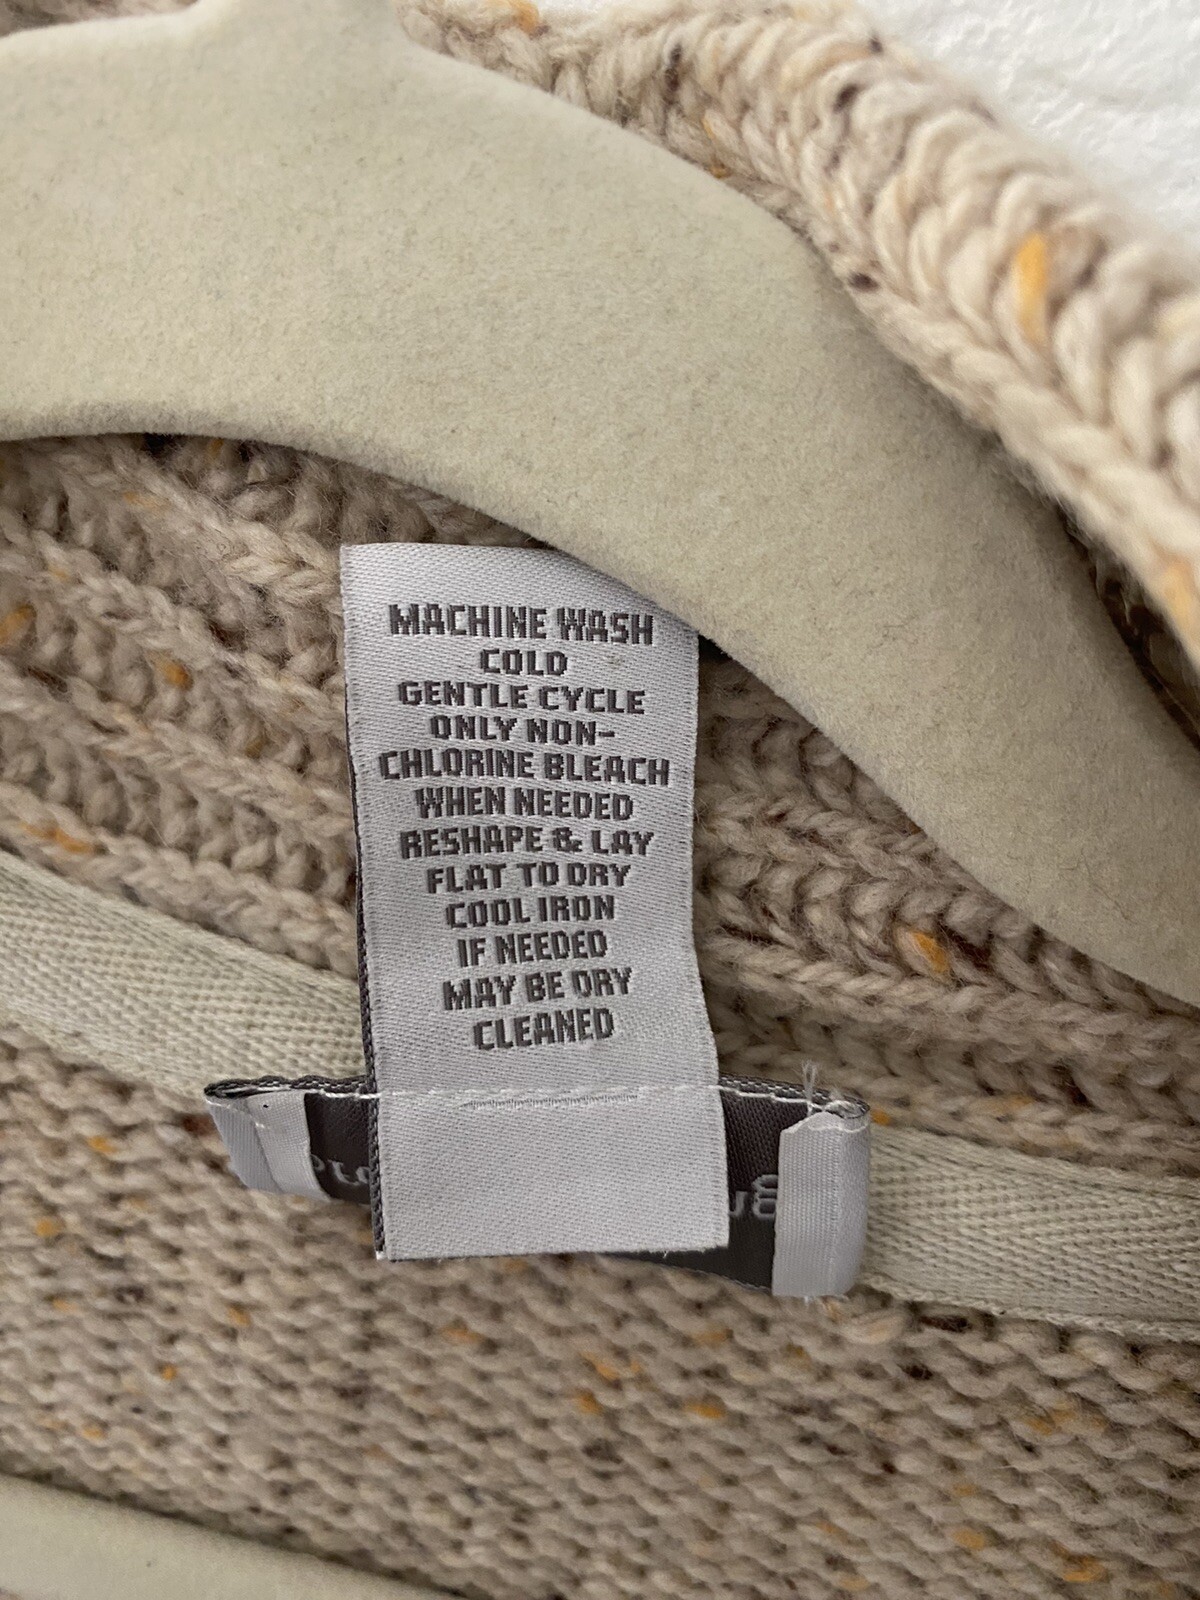 MACHINE WASH
COLD
GENTLE CYCLE
ONLY NON-
CHLORINE BLEACH
WHEN NEEDED
RESHAPE & LAY
FLAT TO DRY
COOL IRON
IF NEEDED
MAY BE DRY
CLEANED